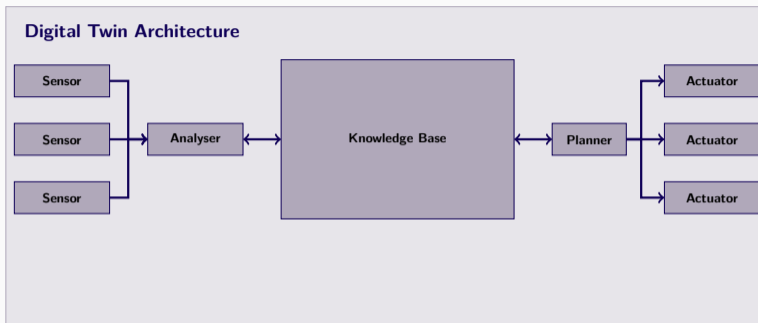 Digital Twin Architecture
Sensor
Actuator
Sensor
Analyser
Knowledge Base
Planner
Actuator
Sensor
Actuator